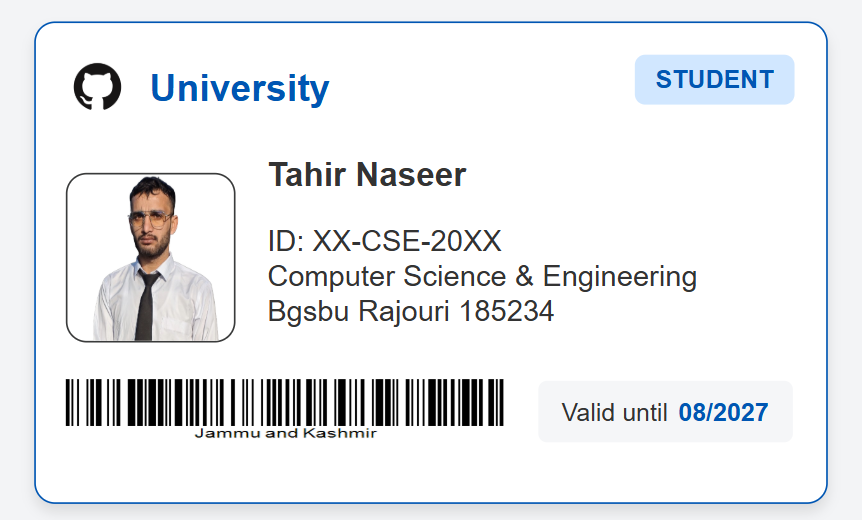 University
STUDENT
Tahir Naseer
ID: XX-CSE-20XX
Computer Science & Engineering
Bgsbu Rajouri 185234
Jammu and Kashmir
Valid until 08/2027